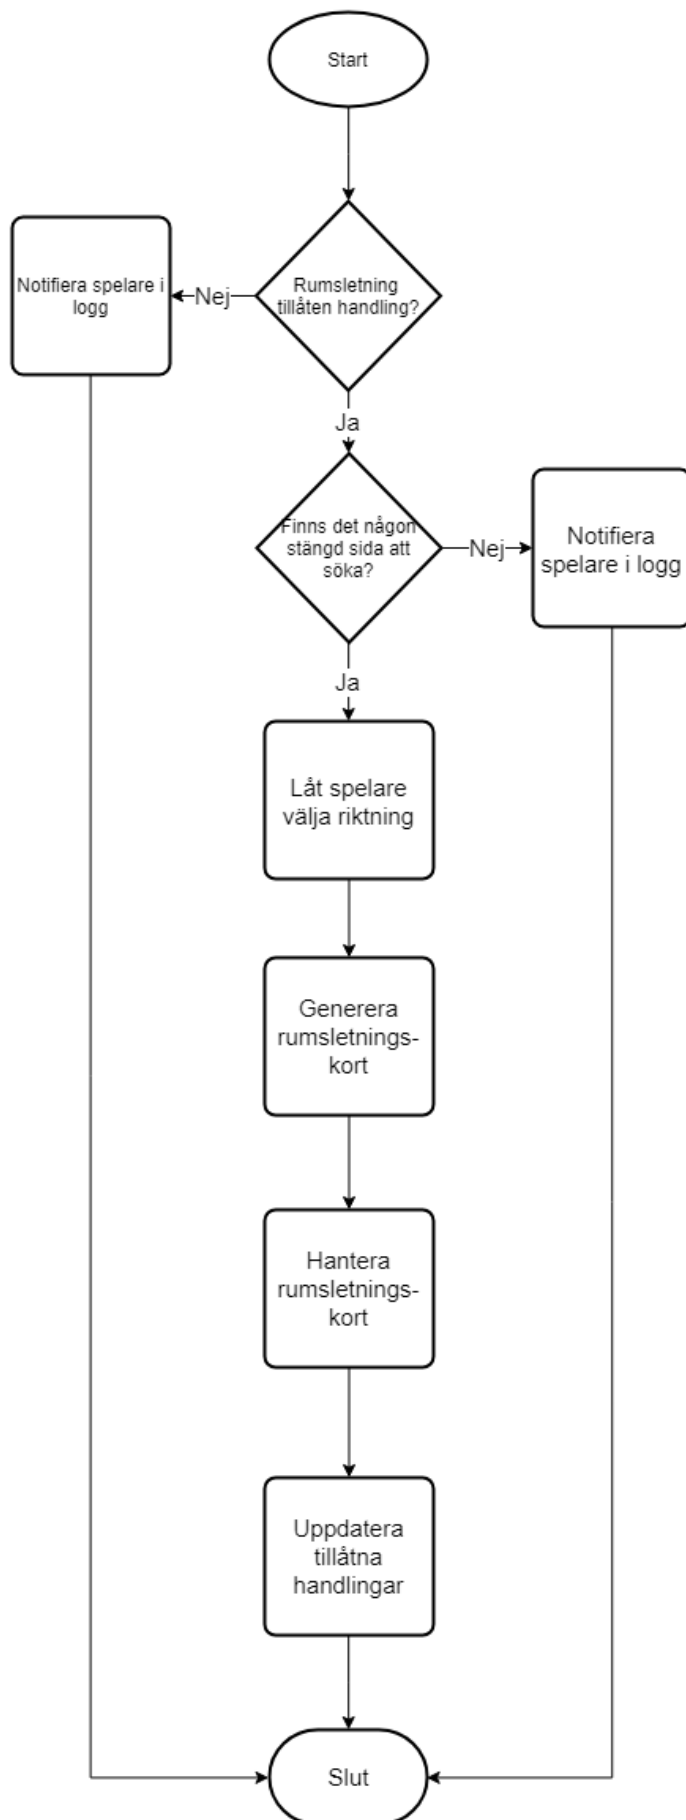 Start
Rumsletning
tillåten handling?
Nej
Notifiera spelare i
logg
Ja
Finns det någon
stängd sida att
söka?
Nej
Notifiera
spelare i logg
Ja
Låt spelare
välja riktning
Generera
rumsletnings-
kort
Hantera
rumsletnings-
kort
Uppdatera
tillåtna
handlingar
Slut